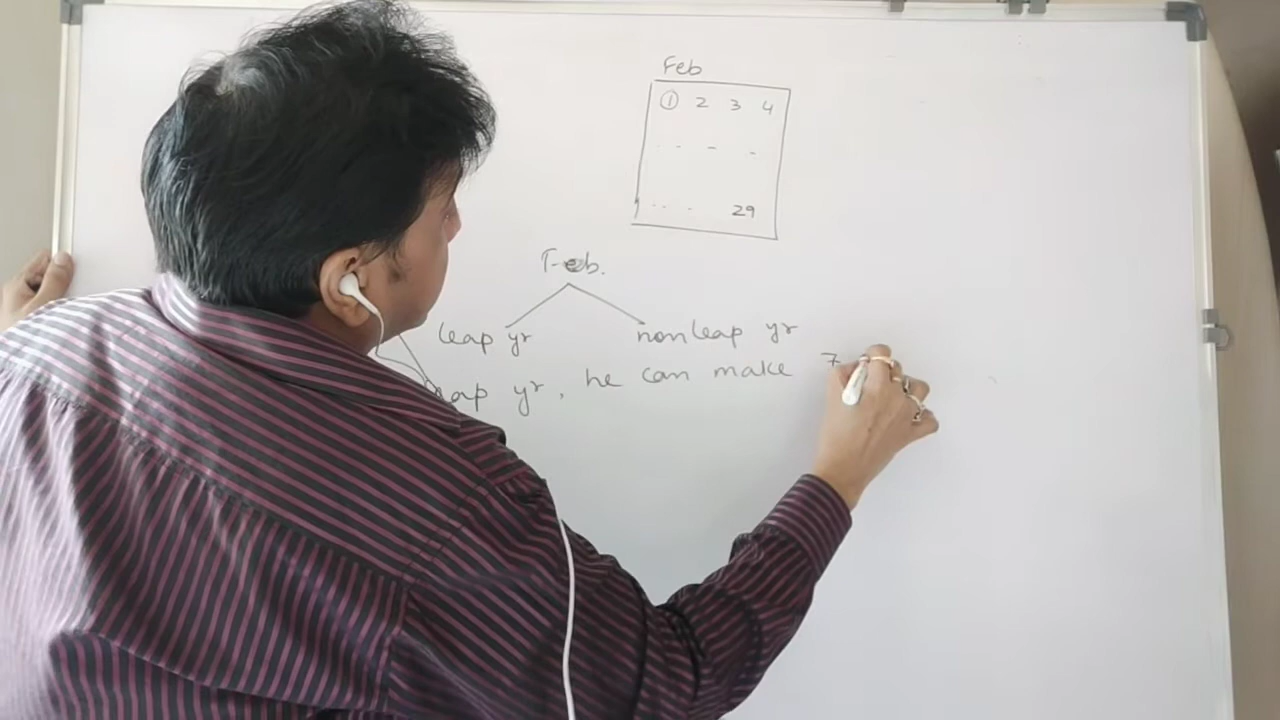 Feb
1 2 3 4
.. - -
... . 29
Feb.
leap yr nonleap yr
yr, he can make 7